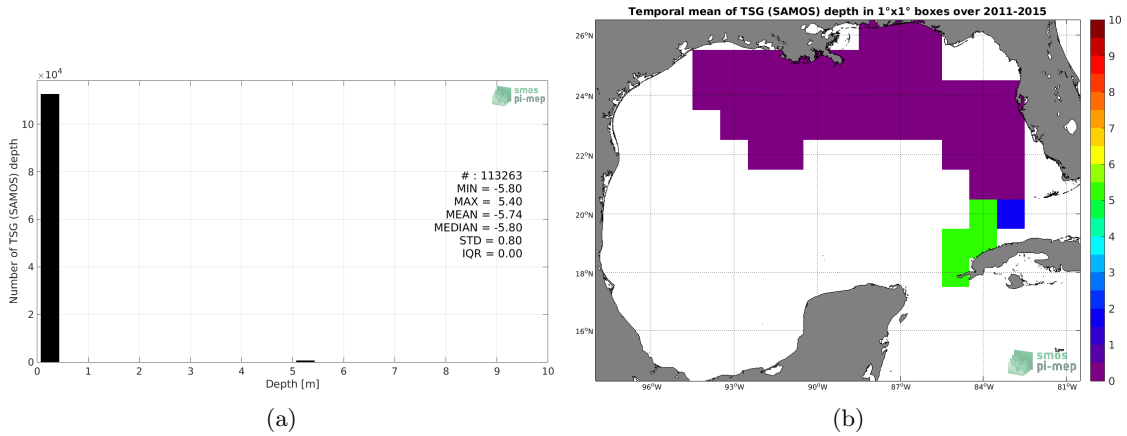 ×10⁴
10
8
6
4
2
0
Number of TSG (SAMOS) depth
smos
pi-mep
# : 113263
MIN = -5.80
MAX = 5.40
MEAN = -5.74
MEDIAN = -5.80
STD = 0.80
IQR = 0.00
0 1 2 3 4 5 6 7 8 9 10
Depth [m]
(a)
Temporal mean of TSG (SAMOS) depth in 1°x1° boxes over 2011-2015
26°N
24°N
22°N
20°N
18°N
16°N
96°W 93°W 90°W 87°W 84°W 81°W
smos
pi-mep
10
9
8
7
6
5
4
3
2
1
0
(b)